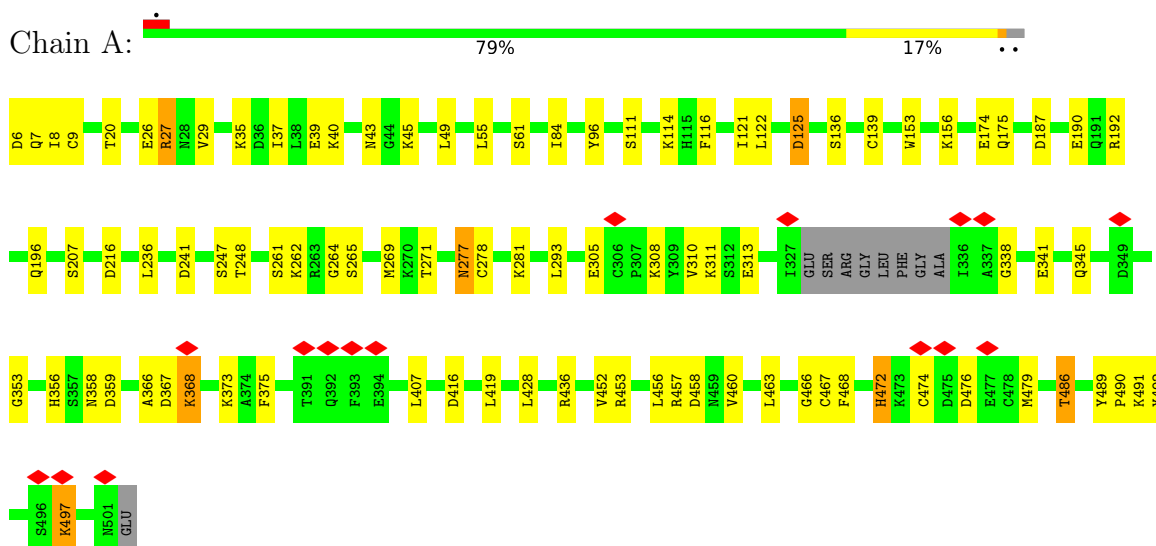 Chain A: 79% 17%
D6 Q7 I8 C9 T20 E26 R27 N28 V29 K35 D36 I37 L38 E39 K40 N43 G44 K45 L49 L55 S61 I84 Y96 S111 K114 H115 F116 I121 L122 D125 S136 C139 W153 K156 E174 Q175 D187 E190 Q191 R192
Q196 S207 D216 L236 D241 S247 T248 S261 K262 R263 G264 S265 M269 K270 T271 N277 C278 K281 L293 E305 C306 P307 K308 Y309 V310 K311 S312 E313 I327 GLU SER ARG GLY LEU PHE GLY ALA I336 A337 G338 E341 Q345 D349
G353 H356 S357 N358 D359 A366 D367 K368 K373 A374 F375 T391 Q392 F393 E394 L407 D416 L419 L428 R436 V452 R453 L456 R457 D458 N459 V460 L463 G466 C467 F468 H472 K473 C474 D475 D476 E477 C478 M479 T486 Y489 P490 K491
S496 K497 N501 GLU